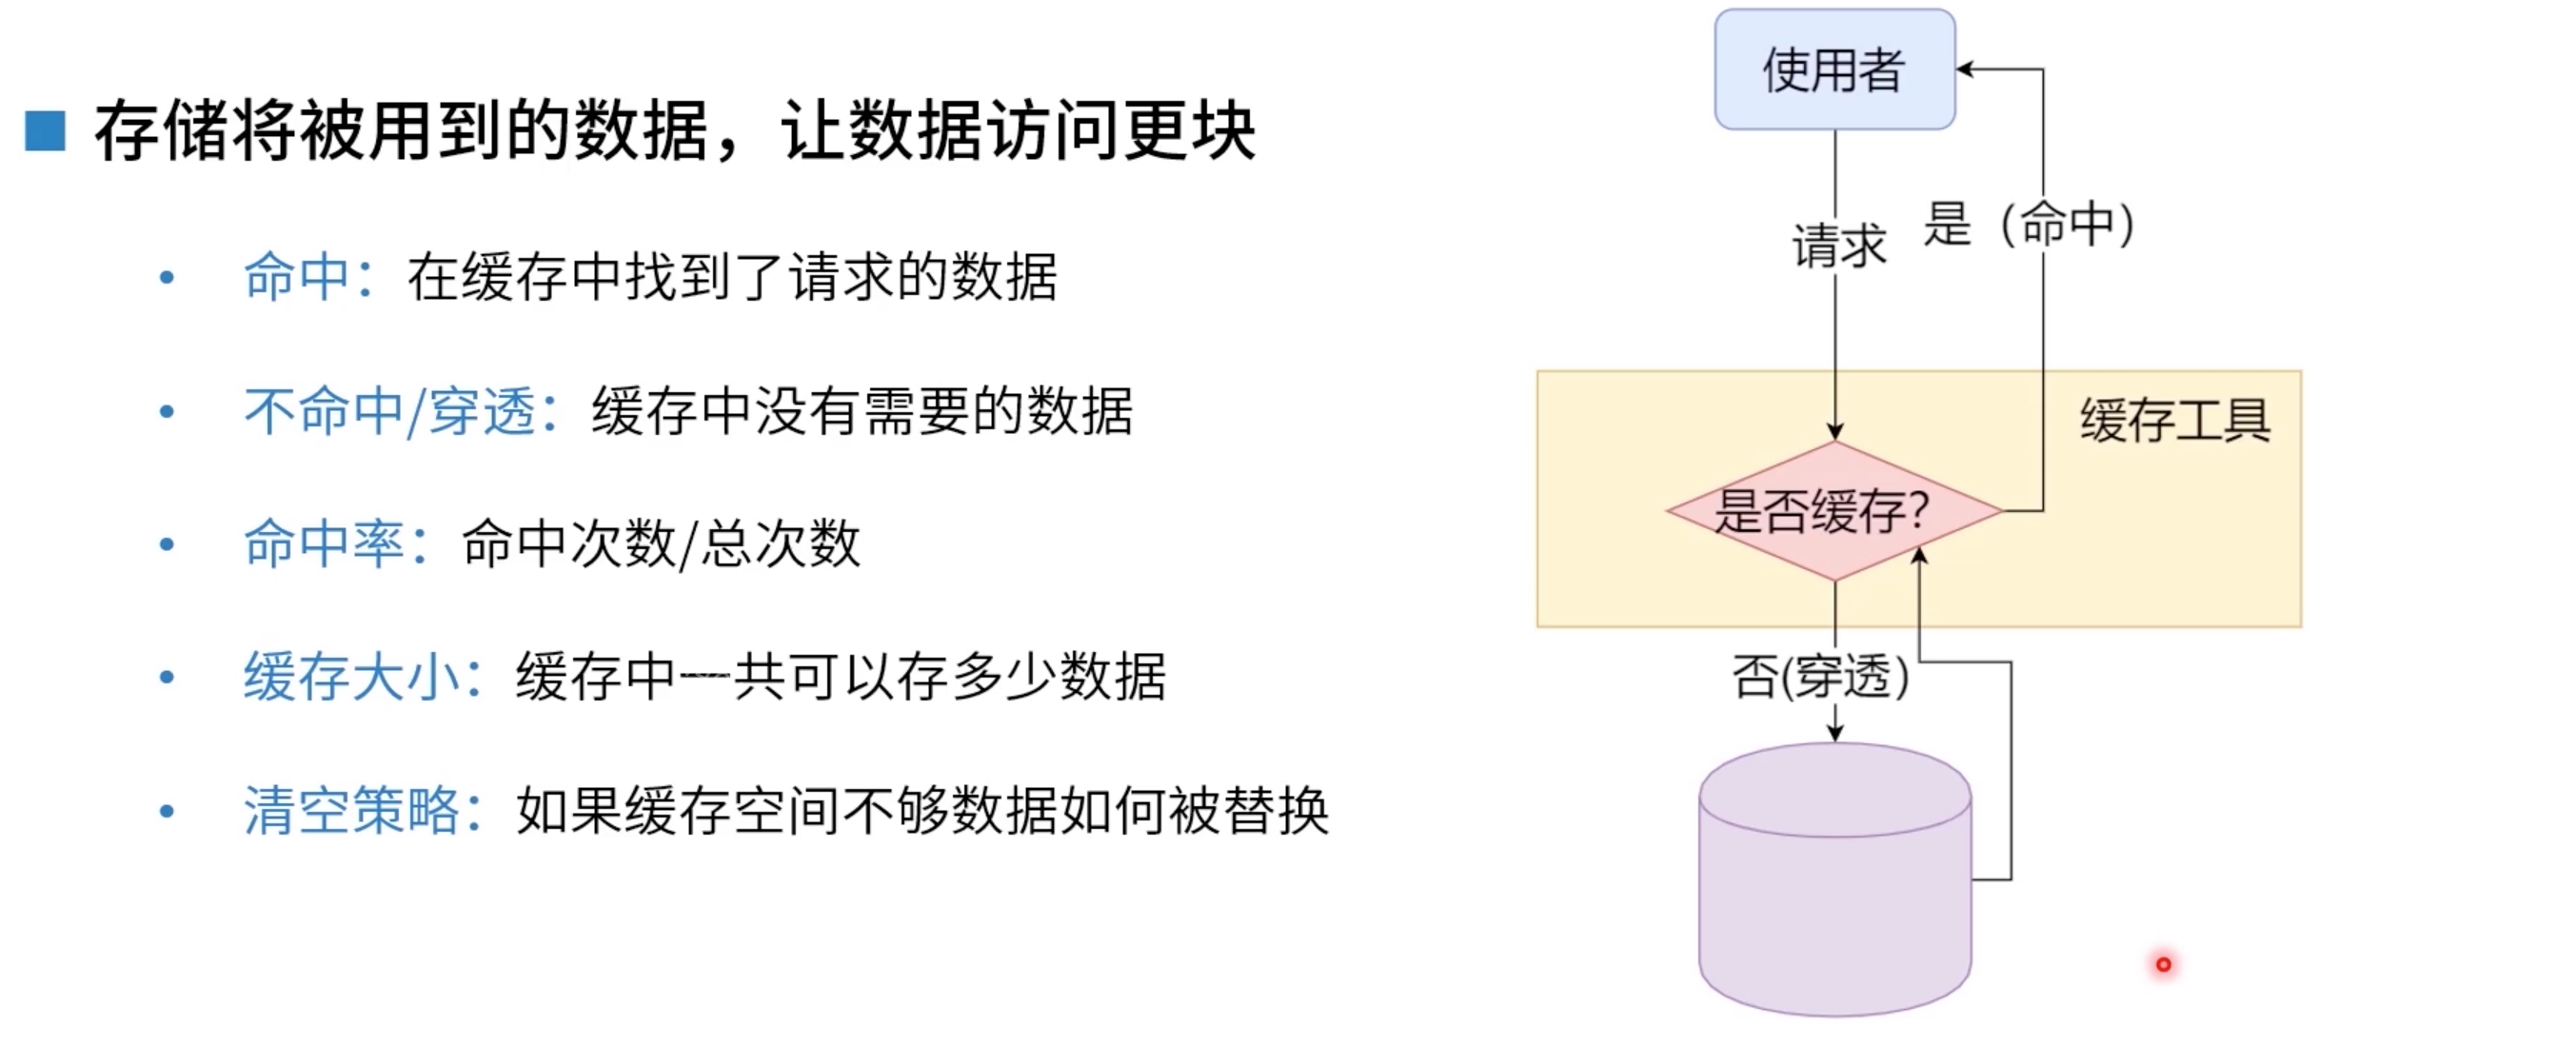 存储将被用到的数据，让数据访问更块
命中：在缓存中找到了请求的数据
不命中/穿透：缓存中没有需要的数据
命中率：命中次数/总次数
缓存大小：缓存中一共可以存多少数据
清空策略：如果缓存空间不够数据如何被替换
使用者
请求
是（命中）
缓存工具
是否缓存？
否(穿透）